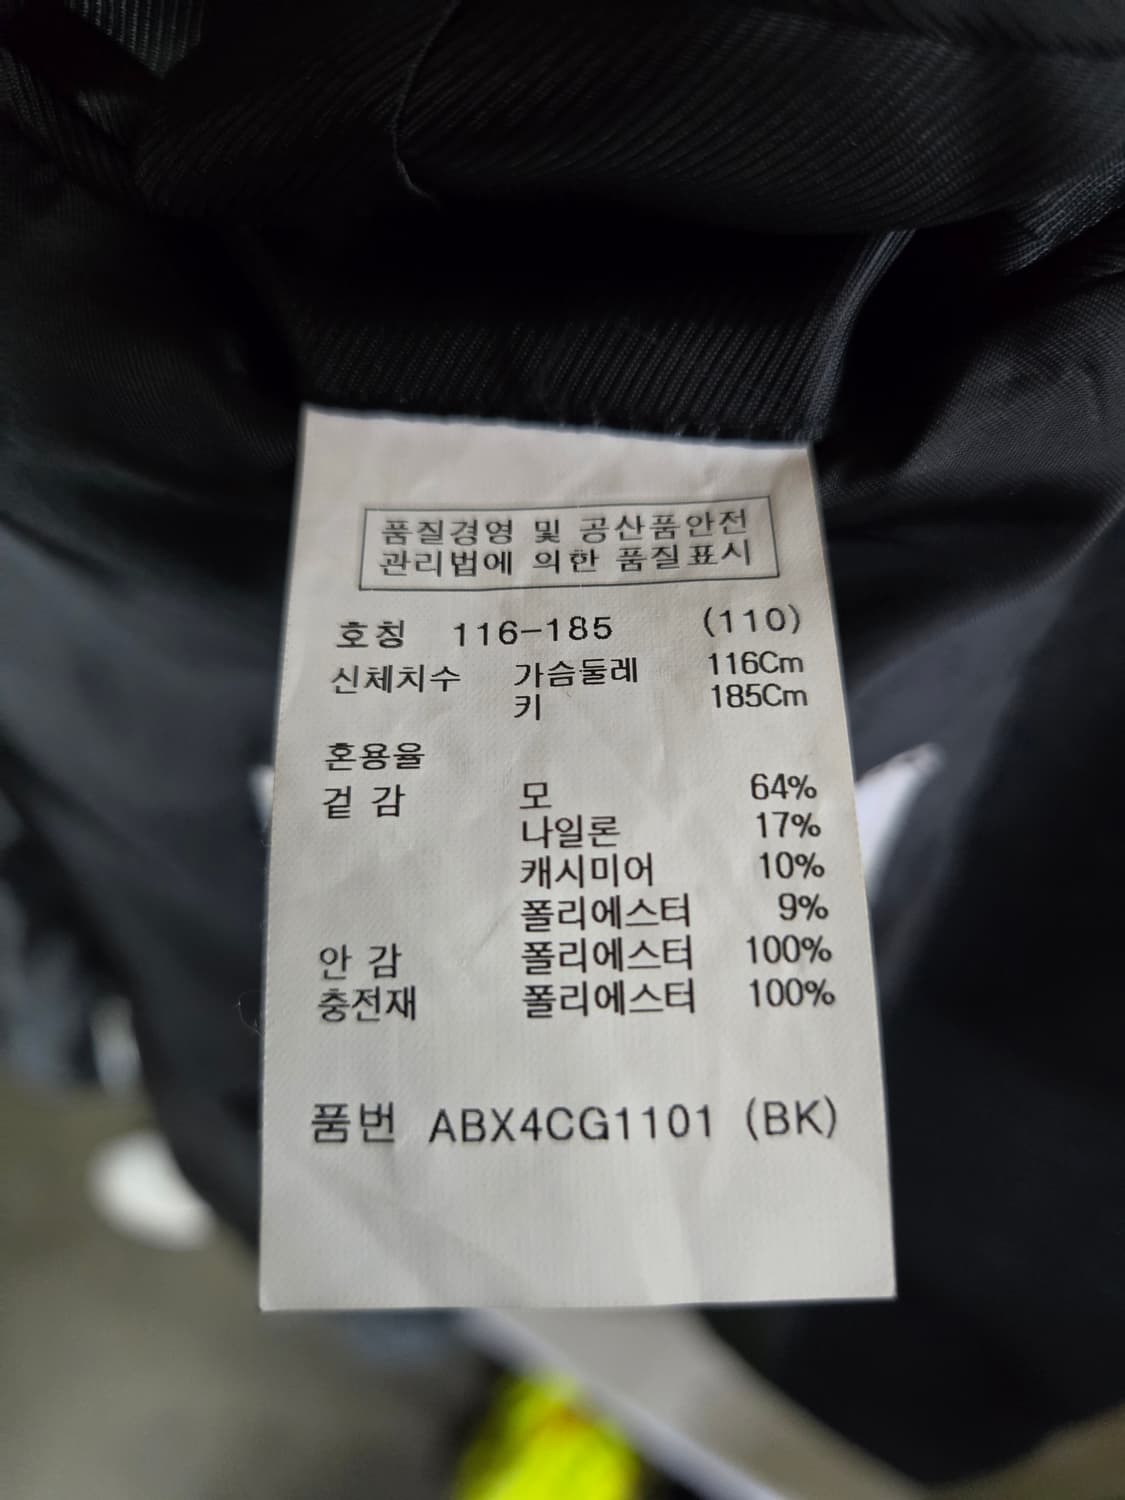 품질경영 및 공산품안전
관리법에 의한 품질표시
호칭 116-185 (110)
신체치수 가슴둘레 116Cm
키 185Cm
혼용율
겉 감 모 64%
나일론 17%
캐시미어 10%
폴리에스터 9%
안 감 폴리에스터 100%
충전재 폴리에스터 100%
품번 ABX4CG1101 (BK)